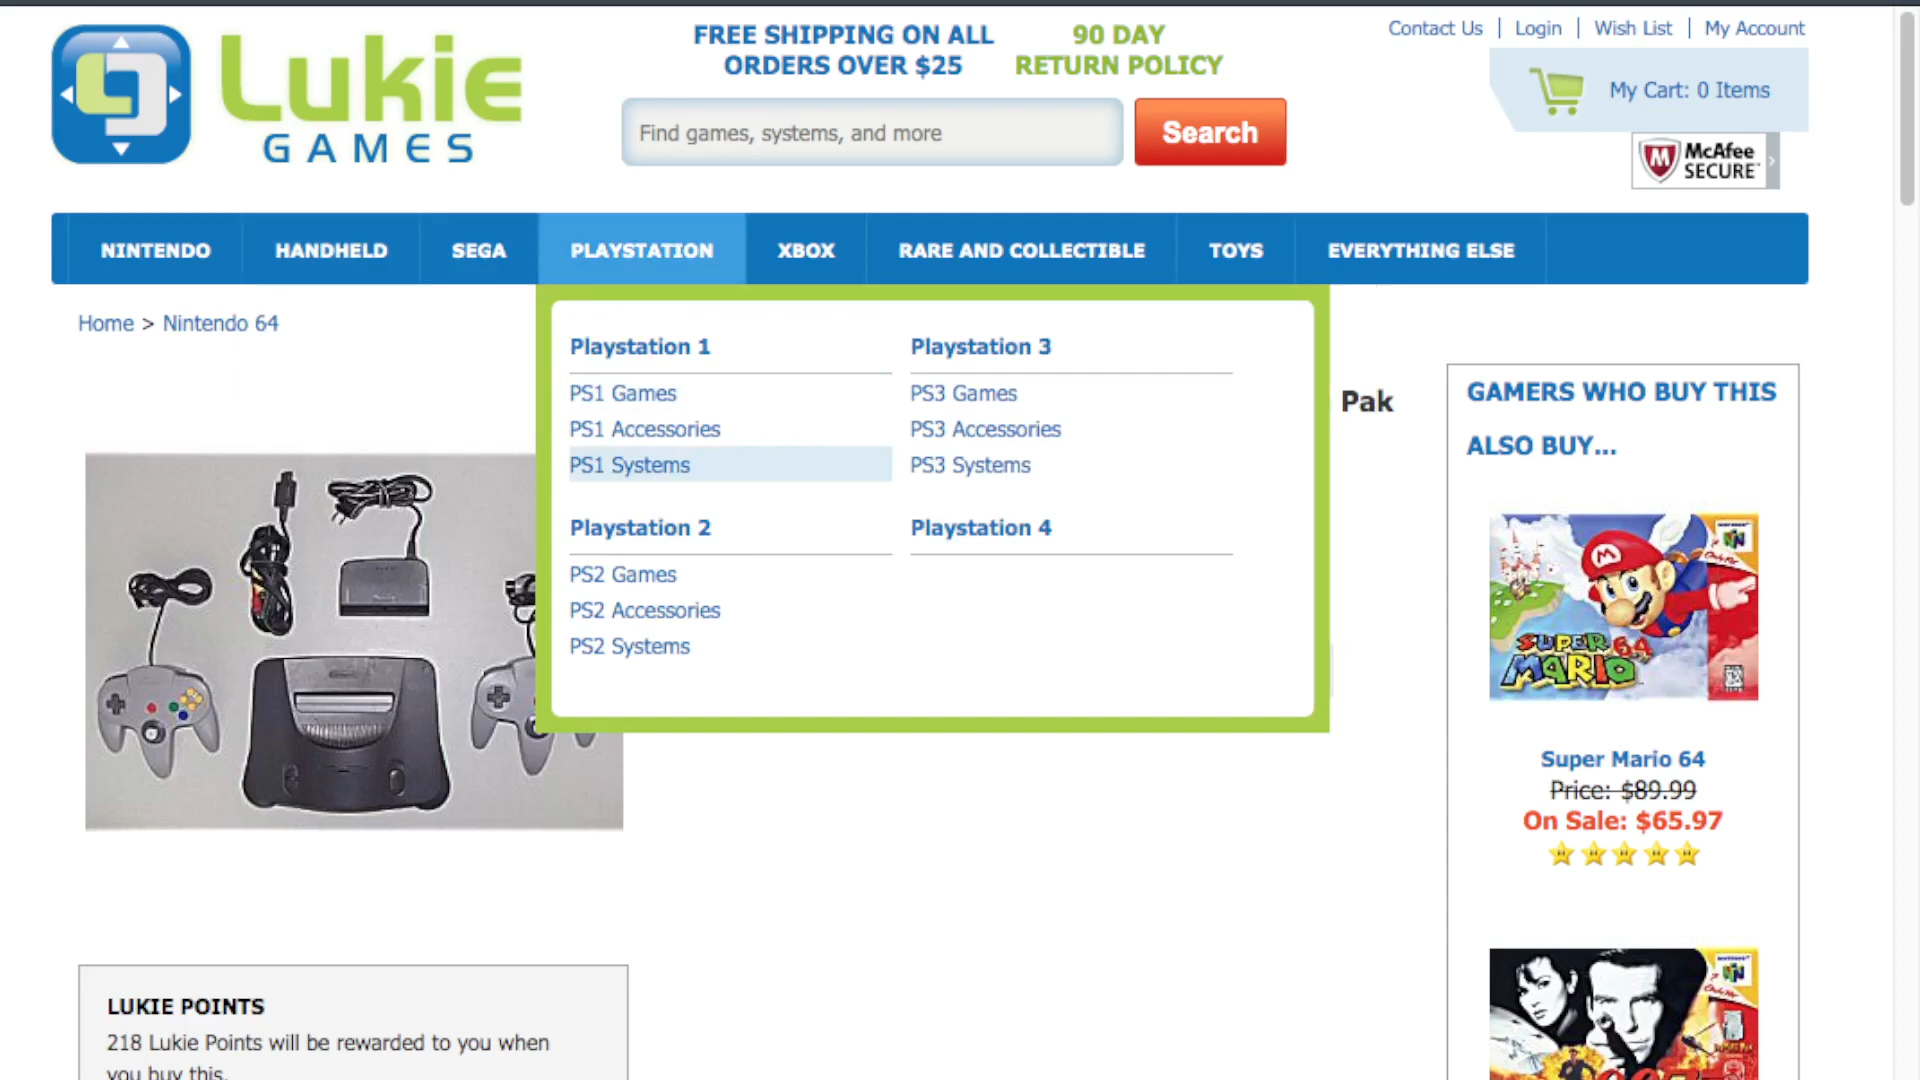 Lukie
GAMES
FREE SHIPPING ON ALL
ORDERS OVER $25
90 DAY
RETURN POLICY
Contact Us | Login | Wish List | My Account
Find games, systems, and more
Search
My Cart: 0 Items
McAfee
SECURE
NINTENDO HANDHELD SEGA PLAYSTATION XBOX RARE AND COLLECTIBLE TOYS EVERYTHING ELSE
Home > Nintendo 64
Playstation 1
PS1 Games
PS1 Accessories
PS1 Systems
Playstation 2
PS2 Games
PS2 Accessories
PS2 Systems
Playstation 3
PS3 Games
PS3 Accessories
PS3 Systems
Playstation 4
Pak
GAMERS WHO BUY THIS
ALSO BUY...
SUPER
MARIO 64
Super Mario 64
Price: $89.99
On Sale: $65.97
LUKIE POINTS
218 Lukie Points will be rewarded to you when
you buy this.